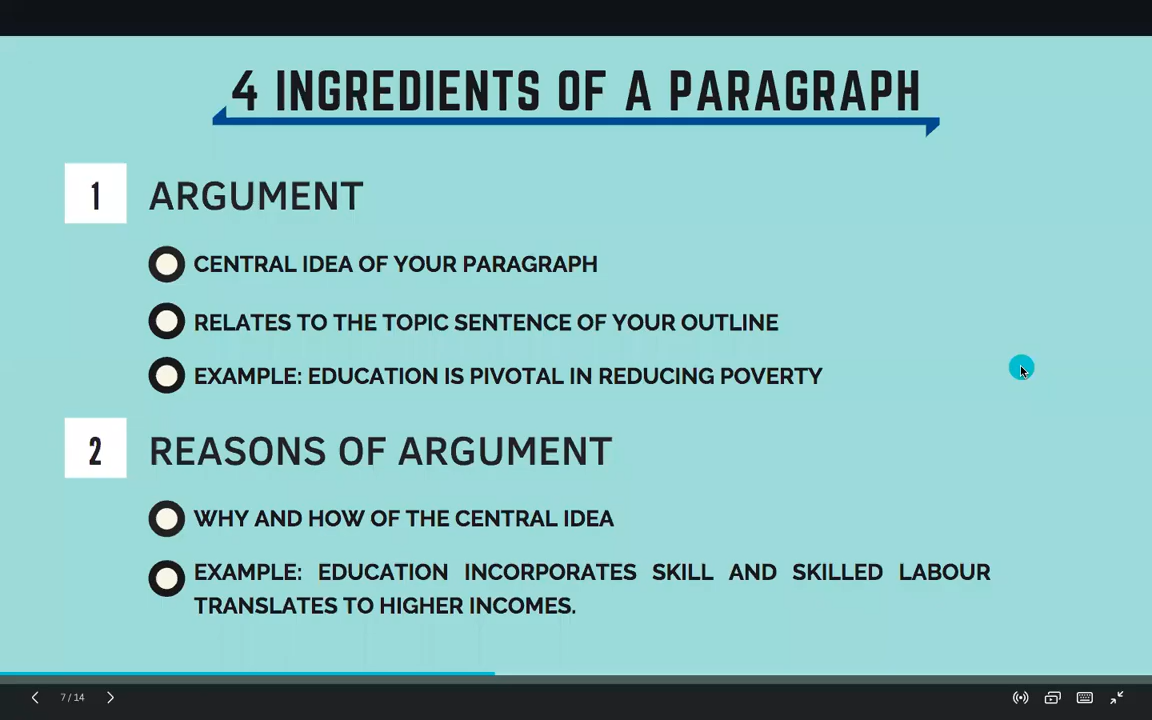 4 INGREDIENTS OF A PARAGRAPH
1 ARGUMENT
CENTRAL IDEA OF YOUR PARAGRAPH
RELATES TO THE TOPIC SENTENCE OF YOUR OUTLINE
EXAMPLE: EDUCATION IS PIVOTAL IN REDUCING POVERTY
2 REASONS OF ARGUMENT
WHY AND HOW OF THE CENTRAL IDEA
EXAMPLE: EDUCATION INCORPORATES SKILL AND SKILLED LABOUR
TRANSLATES TO HIGHER INCOMES.
7 / 14